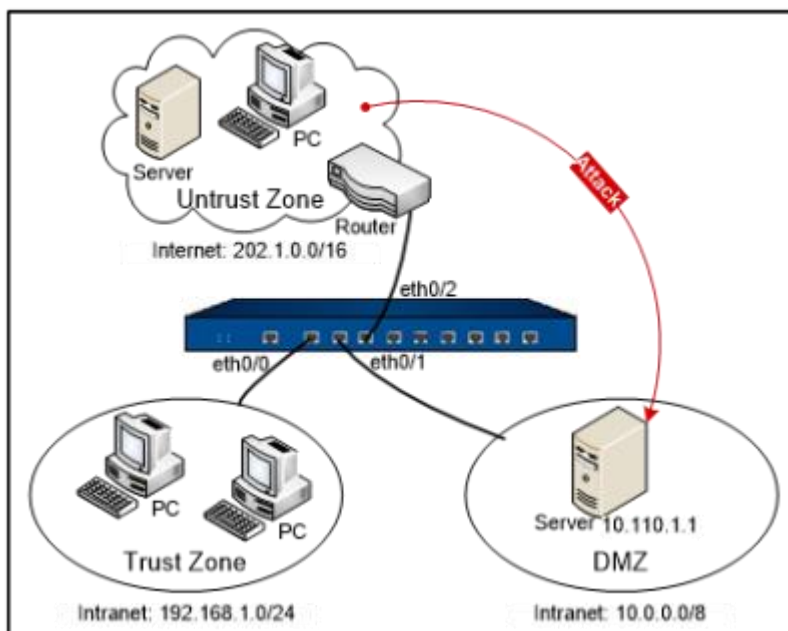 PC
Server
Untrust Zone
Router
Attack
Internet: 202.1.0.0/16
eth0/2
eth0/0
eth0/1
PC
PC
Trust Zone
Server 10.110.1.1
DMZ
Intranet: 192.168.1.0/24
Intranet: 10.0.0.0/8